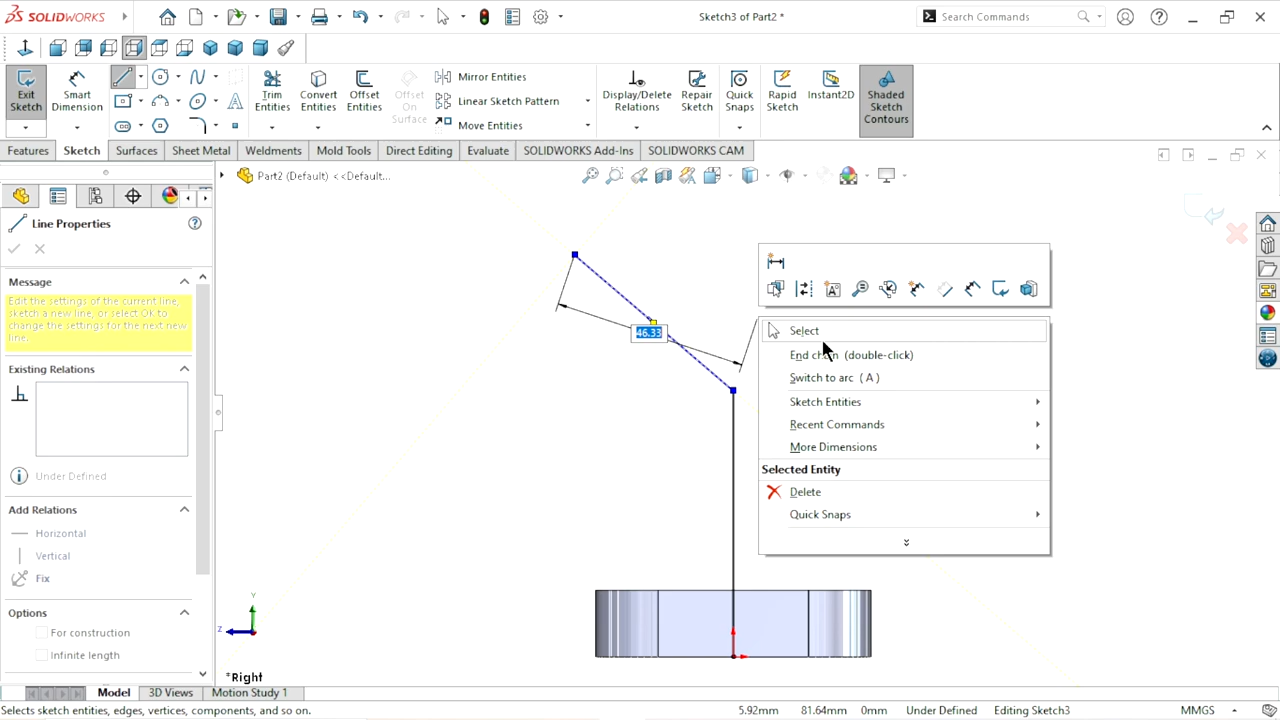 SOLIDWORKS
Sketch3 of Part2 *
Search Commands
Exit Sketch
Smart Dimension
Trim Entities
Convert Entities
Offset Entities
Offset On Surface
Mirror Entities
Linear Sketch Pattern
Move Entities
Display/Delete Relations
Repair Sketch
Quick Snaps
Rapid Sketch
Instant2D
Shaded Sketch Contours
Features
Sketch
Surfaces
Sheet Metal
Weldments
Mold Tools
Direct Editing
Evaluate
SOLIDWORKS Add-Ins
SOLIDWORKS CAM
Part2 (Default) <<Default...
Line Properties
Message
Edit the settings of the current line,
sketch a new line, or select Ok to
change the settings for the next new
line.
Existing Relations
Under Defined
Add Relations
Horizontal
Vertical
Fix
Options
For construction
Infinite length
46.33
Select
(double-click)
Switch to arc ( A )
Sketch Entities
Recent Commands
More Dimensions
Selected Entity
Delete
Quick Snaps
Y
Z
*Right
Model
3D Views
Motion Study 1
Selects sketch entities, edges, vertices, components, and so on.
5.92mm
81.64mm
0mm
Under Defined
Editing Sketch3
MMGS